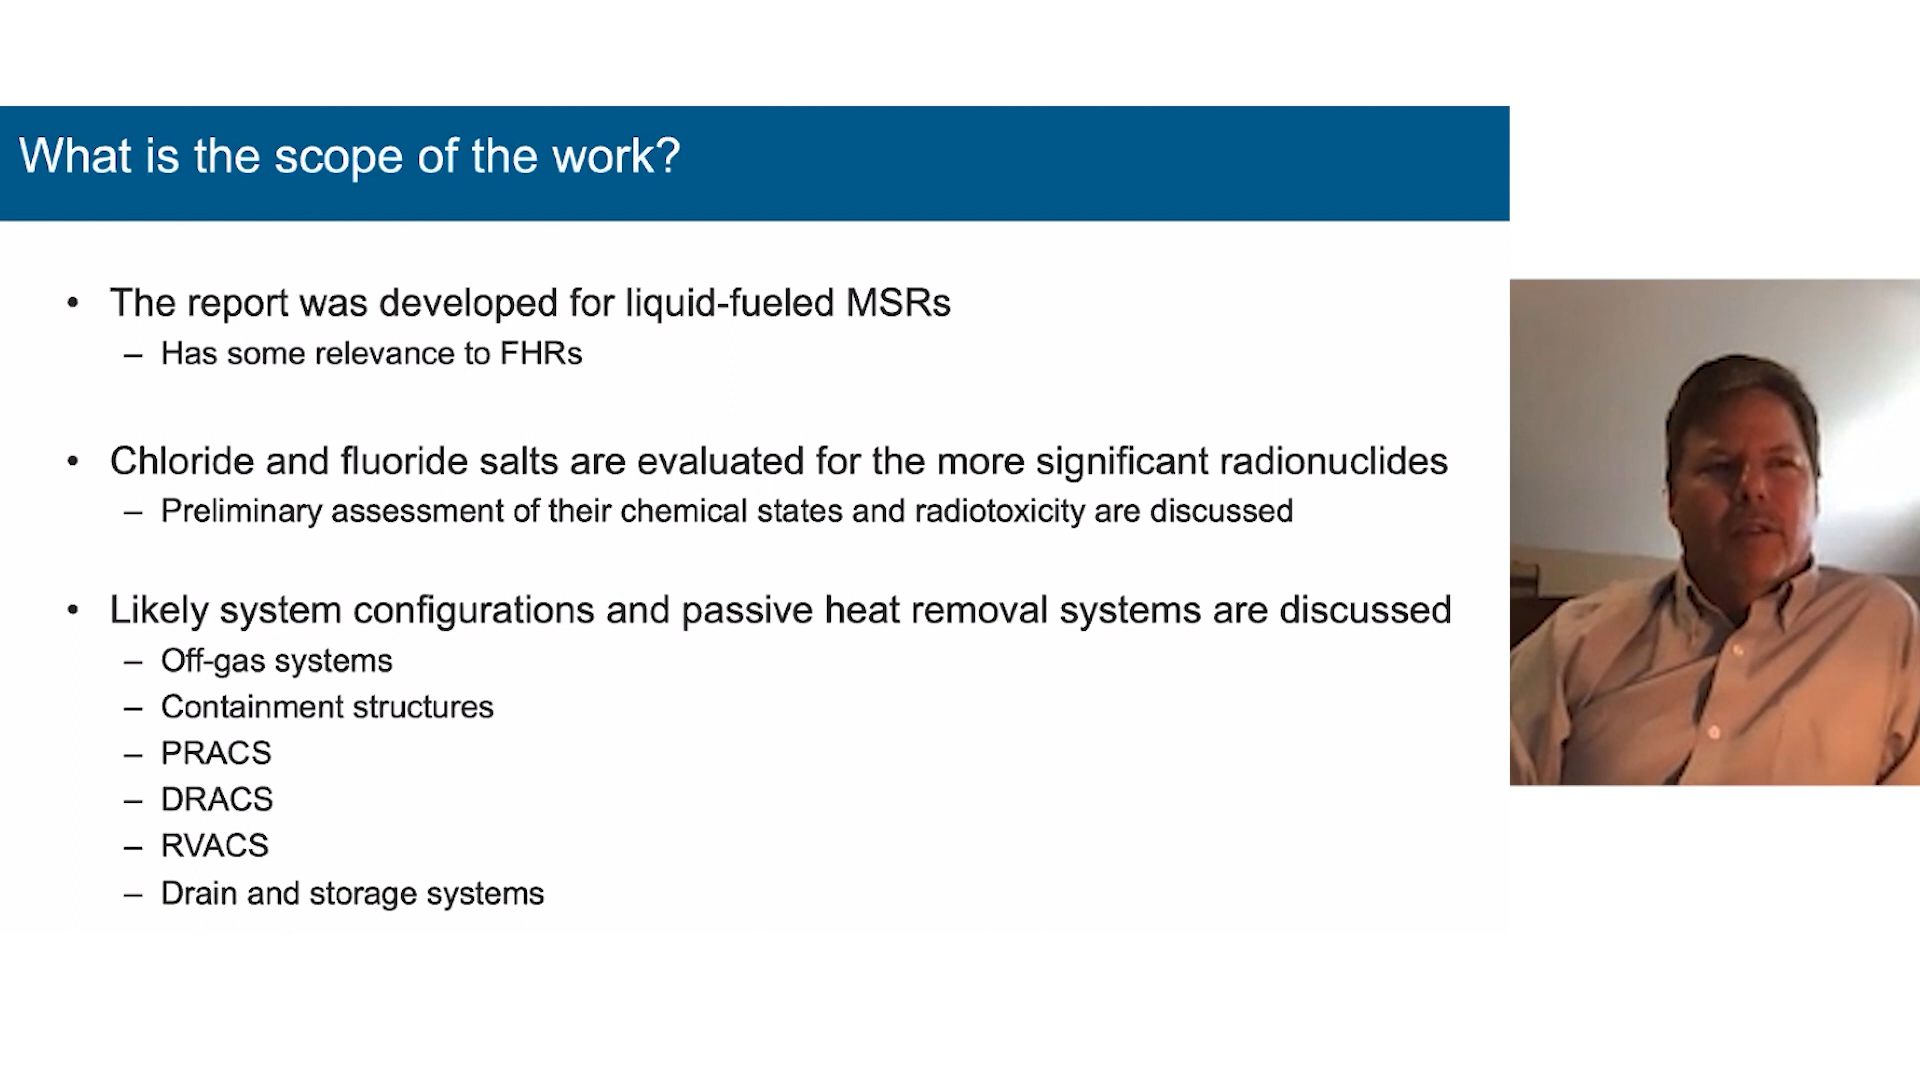 What is the scope of the work?
• The report was developed for liquid-fueled MSRs
– Has some relevance to FHRs
• Chloride and fluoride salts are evaluated for the more significant radionuclides
– Preliminary assessment of their chemical states and radiotoxicity are discussed
• Likely system configurations and passive heat removal systems are discussed
– Off-gas systems
– Containment structures
– PRACS
– DRACS
– RVACS
– Drain and storage systems